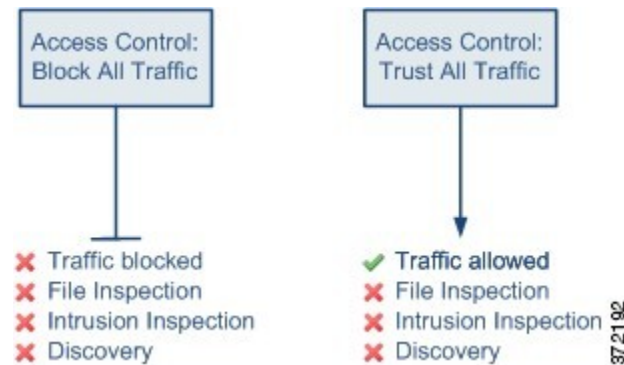 Access Control:
Block All Traffic
Traffic blocked
File Inspection
Intrusion Inspection
Discovery
Access Control:
Trust All Traffic
Traffic allowed
File Inspection
Intrusion Inspection
Discovery
372192